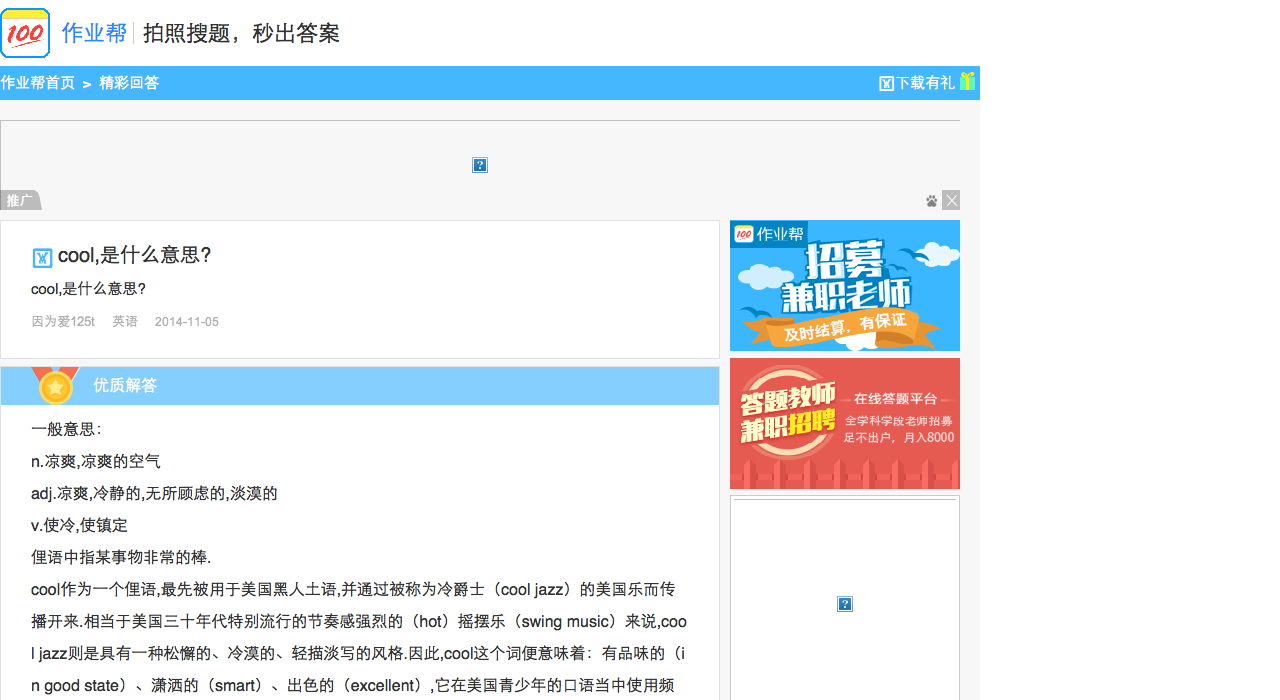 100 作业帮 拍照搜题，秒出答案
作业帮首页 > 精彩回答
下载有礼
推广
cool,是什么意思?
cool,是什么意思?
因为爱125t 英语 2014-11-05
优质解答
一般意思：
n.凉爽,凉爽的空气
adj.凉爽,冷静的,无所顾虑的,淡漠的
v.使冷,使镇定
俚语中指某事物非常的棒.
cool作为一个俚语,最先被用于美国黑人土语,并通过被称为冷爵士（cool jazz）的美国乐而传
播开来.相当于美国三十年代特别流行的节奏感强烈的（hot）摇摆乐（swing music）来说,coo
l jazz则是具有一种松懈的、冷漠的、轻描淡写的风格.因此,cool这个词便意味着：有品味的（i
n good state）、潇洒的（smart）、出色的（excellent）,它在美国青少年的口语当中使用频
100 作业帮
招募
兼职老师
及时结算，有保证
答题教师
兼职招聘
在线答题平台
全学科学段老师招募
足不出户，月入8000